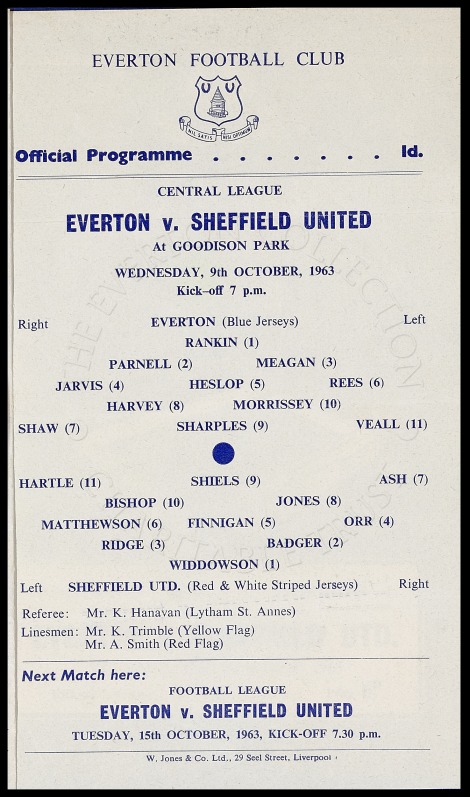 EVERTON FOOTBALL CLUB
NIL SATIS NISI OPTIMUM
Official Programme . . . . . . . 1d.
CENTRAL LEAGUE
EVERTON v. SHEFFIELD UNITED
At GOODISON PARK
WEDNESDAY, 9th OCTOBER, 1963
Kick-off 7 p.m.
Right EVERTON (Blue Jerseys) Left
RANKIN (1)
PARNELL (2) MEAGAN (3)
JARVIS (4) HESLOP (5) REES (6)
HARVEY (8) MORRISSEY (10)
SHAW (7) SHARPLES (9) VEALL (11)
HARTLE (11) SHIELS (9) ASH (7)
BISHOP (10) JONES (8)
MATTHEWSON (6) FINNIGAN (5) ORR (4)
RIDGE (3) BADGER (2)
WIDDOWSON (1)
Left SHEFFIELD UTD. (Red & White Striped Jerseys) Right
Referee: Mr. K. Hanavan (Lytham St. Annes)
Linesmen: Mr. K. Trimble (Yellow Flag)
Mr. A. Smith (Red Flag)
Next Match here:
FOOTBALL LEAGUE
EVERTON v. SHEFFIELD UNITED
TUESDAY, 15th OCTOBER, 1963, KICK-OFF 7.30 p.m.
W. Jones & Co. Ltd., 29 Seel Street, Liverpool
THE EVERTON COLLECTION